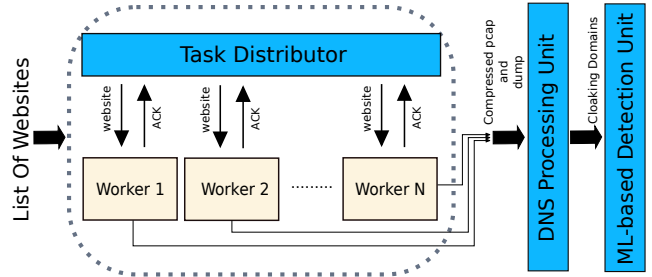 List Of Websites
Task Distributor
website
ACK
website
ACK
website
ACK
Worker 1
Worker 2
........
Worker N
Compressed pcap
and
dump
DNS Processing Unit
Cloaking Domains
ML-based Detection Unit